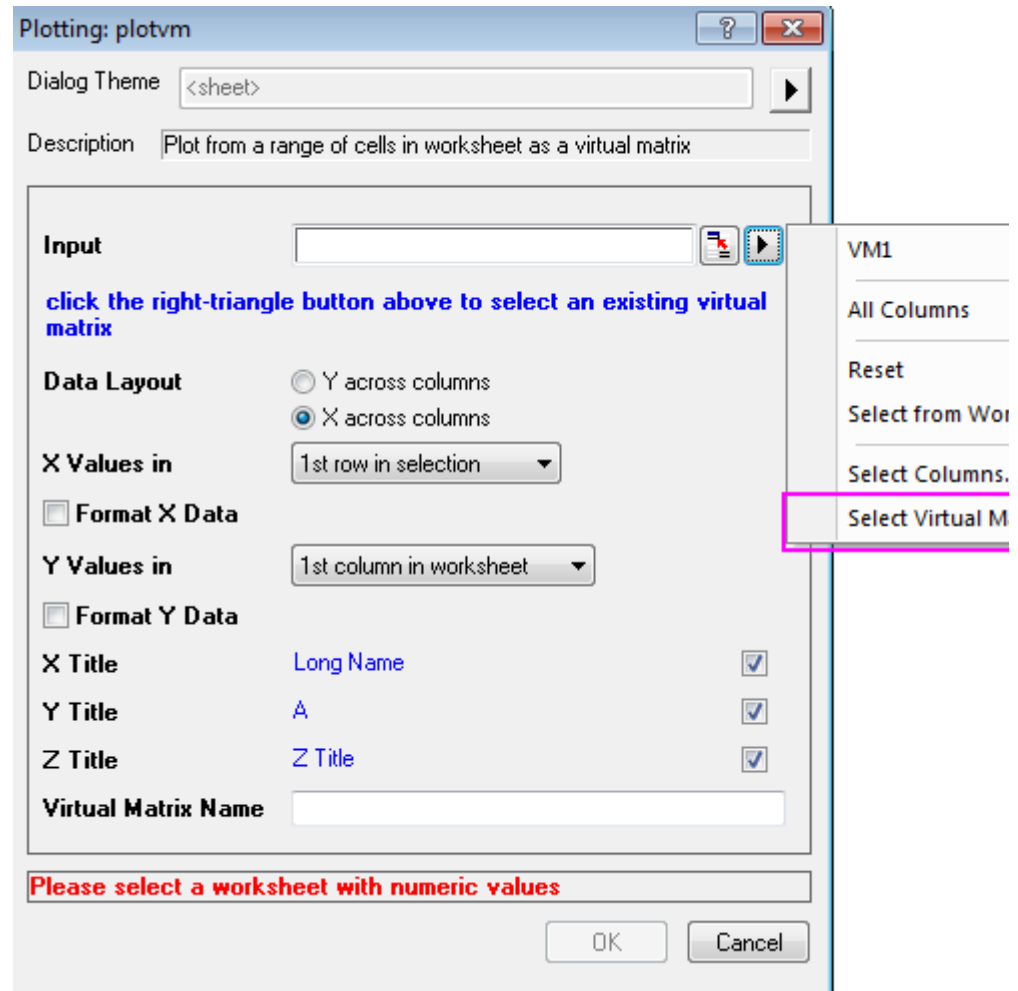 Plotting: plotvm
?
Dialog Theme <sheet>
Description Plot from a range of cells in worksheet as a virtual matrix
Input
click the right-triangle button above to select an existing virtual
matrix
Data Layout Y across columns
X across columns
X Values in 1st row in selection
Format X Data
Y Values in 1st column in worksheet
Format Y Data
X Title Long Name
Y Title A
Z Title Z Title
Virtual Matrix Name
Please select a worksheet with numeric values
OK Cancel
VM1
All Columns
Reset
Select from
Select Columns.
Select Virtual